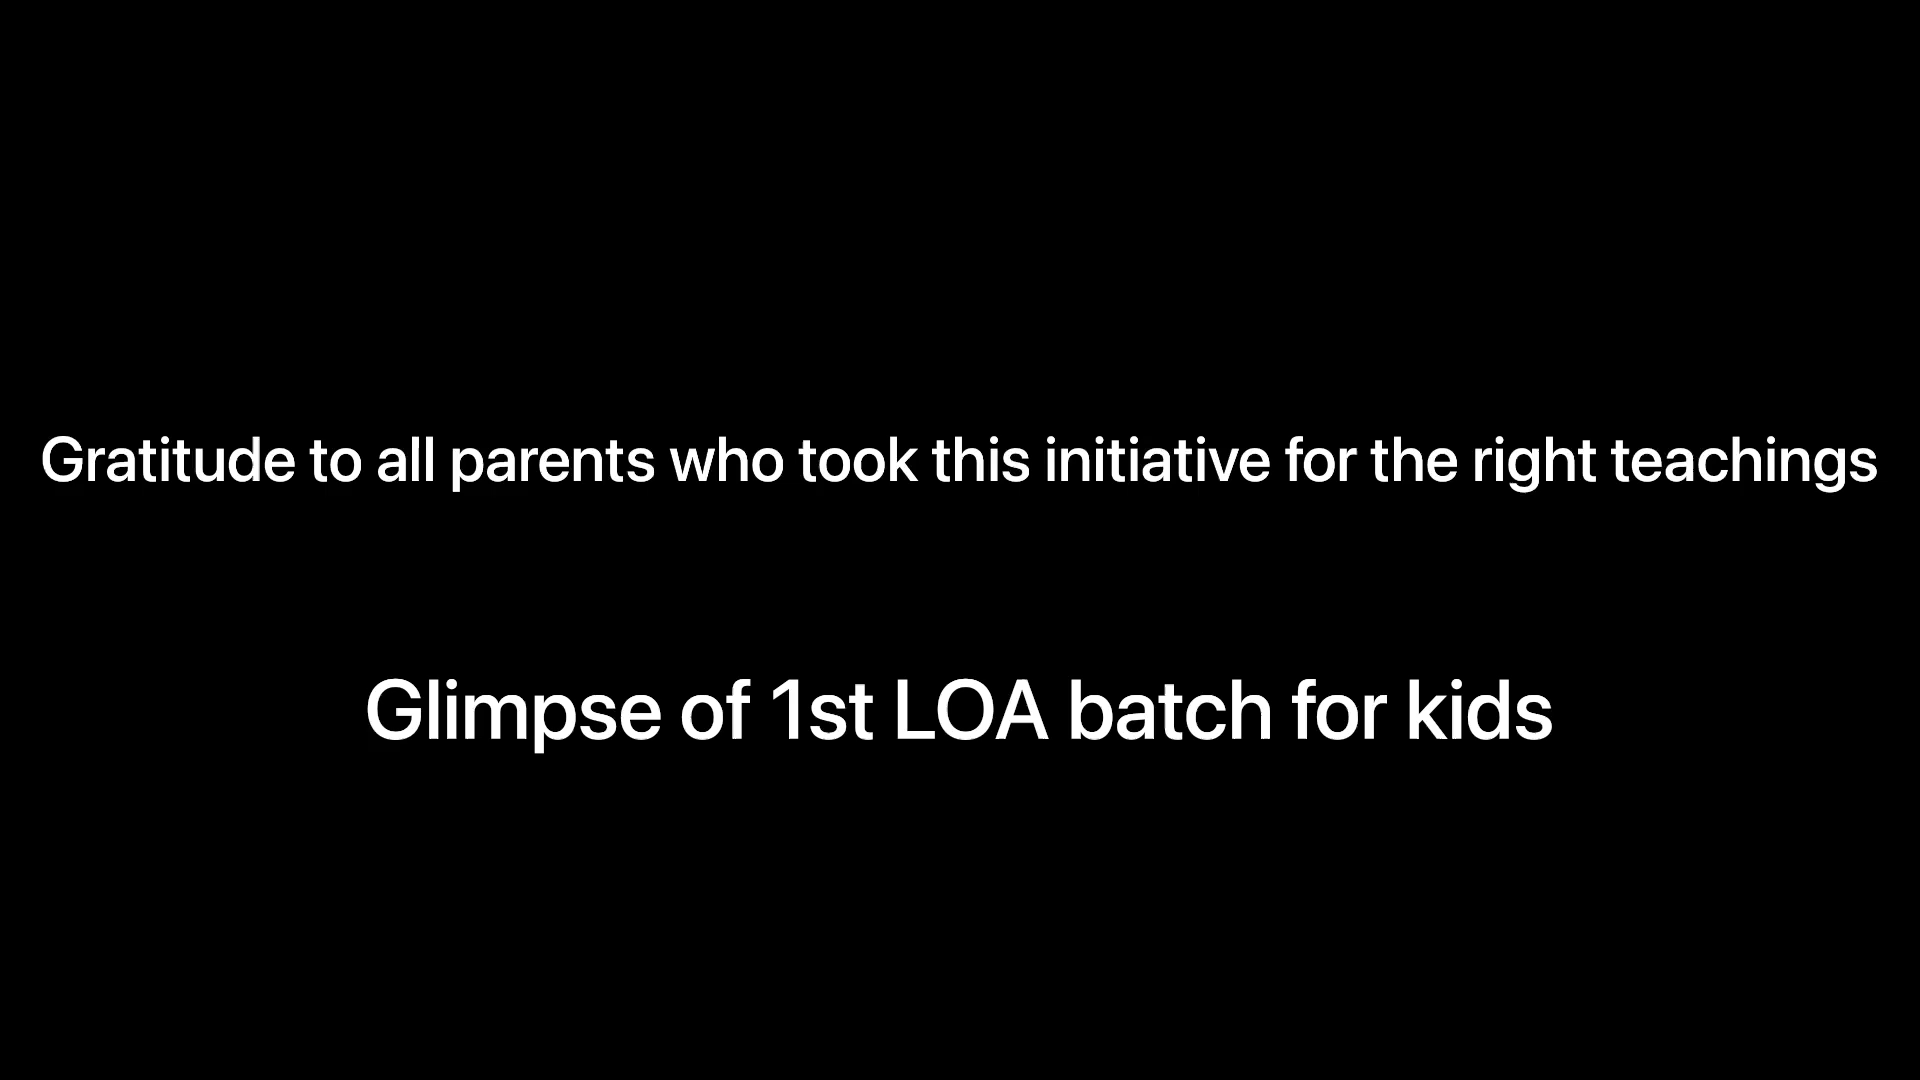 Gratitude to all parents who took this initiative for the right teachings
Glimpse of 1st LOA batch for kids